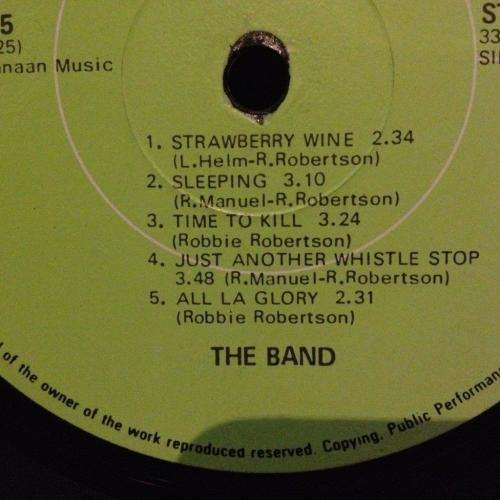 5
25)
naan Music
ST
33
SI
1. STRAWBERRY WINE 2.34
(L.Helm-R.Robertson)
2. SLEEPING 3.10
(R.Manuel-R.Robertson)
3. TIME TO KILL 3.24
(Robbie Robertson)
4. JUST ANOTHER WHISTLE STOP
3.48 (R.Manuel-R.Robertson)
5. ALL LA GLORY 2.31
(Robbie Robertson)
THE BAND
of the owner of the work reproduced reserved. Copying, Public Performan